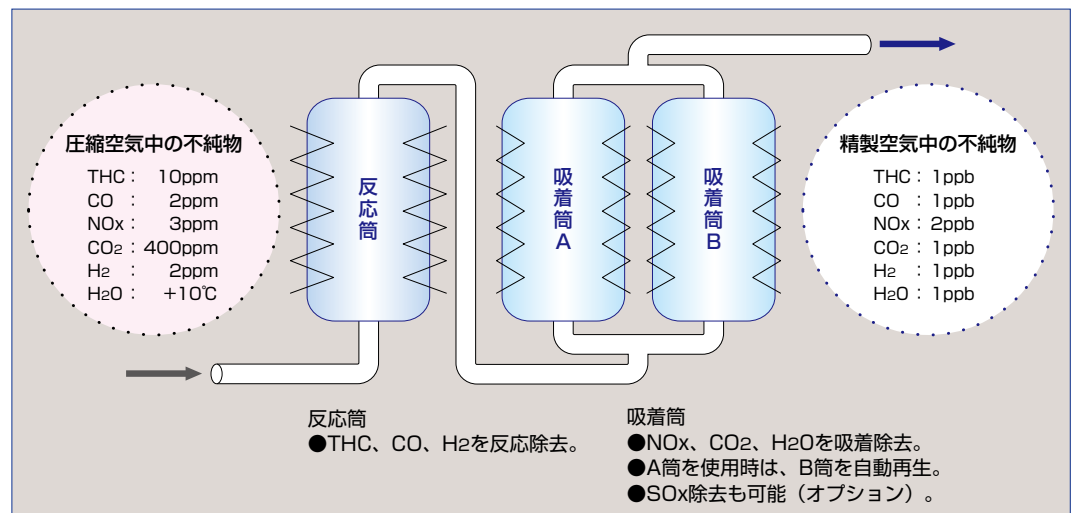 圧縮空気中の不純物
THC： 10ppm
CO ： 2ppm
NOx： 3ppm
CO2：400ppm
H2 ： 2ppm
H2O： +10℃
反応筒
吸着筒A
吸着筒B
精製空気中の不純物
THC：1ppb
CO ：1ppb
NOx：2ppb
CO2：1ppb
H2 ：1ppb
H2O：1ppb
反応筒
●THC、CO、H2を反応除去。
吸着筒
●NOx、CO2、H2Oを吸着除去。
●A筒を使用時は、B筒を自動再生。
●SOx除去も可能（オプション）。